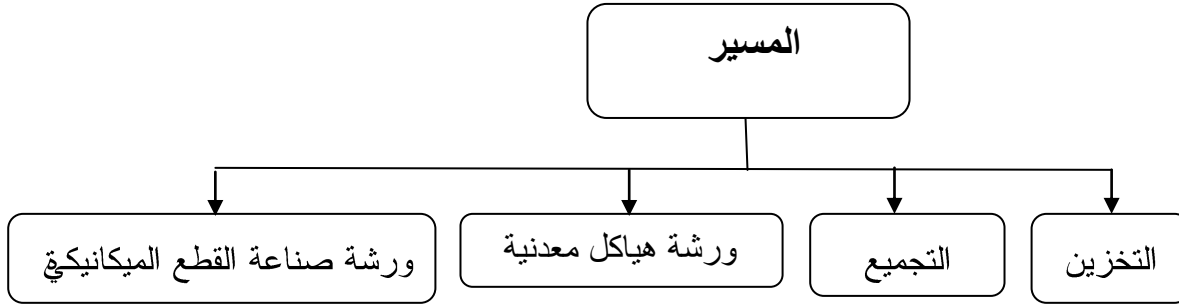 المسير
التخزين
التجميع
ورشة هياكل معدنية
ورشة صناعة القطع الميكانيكية